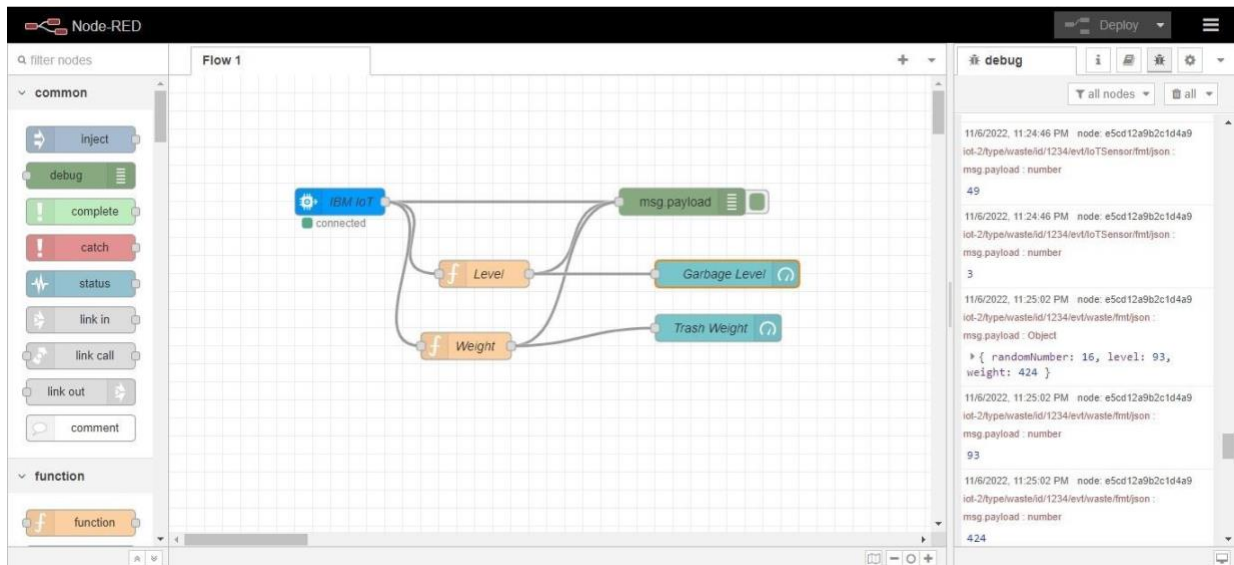 Node-RED
Deploy
filter nodes
common
inject
debug
complete
catch
status
link in
link call
link out
comment
function
function
Flow 1
IBM IoT
connected
Level
Weight
msg.payload
Garbage Level
Trash Weight
debug
i
all nodes
all
11/6/2022, 11:24:46 PM node: e5cd12a9b2c1d4a9
iot-2/type/waste/id/1234/evt/IoTSensor/fmt/json :
msg.payload : number
49
11/6/2022, 11:24:46 PM node: e5cd12a9b2c1d4a9
iot-2/type/waste/id/1234/evt/IoTSensor/fmt/json :
msg.payload : number
3
11/6/2022, 11:25:02 PM node: e5cd12a9b2c1d4a9
iot-2/type/waste/id/1234/evt/waste/fmt/json :
msg.payload : Object
{ randomNumber: 16, level: 93,
weight: 424 }
11/6/2022, 11:25:02 PM node: e5cd12a9b2c1d4a9
iot-2/type/waste/id/1234/evt/waste/fmt/json :
msg.payload : number
93
11/6/2022, 11:25:02 PM node: e5cd12a9b2c1d4a9
iot-2/type/waste/id/1234/evt/waste/fmt/json :
msg.payload : number
424